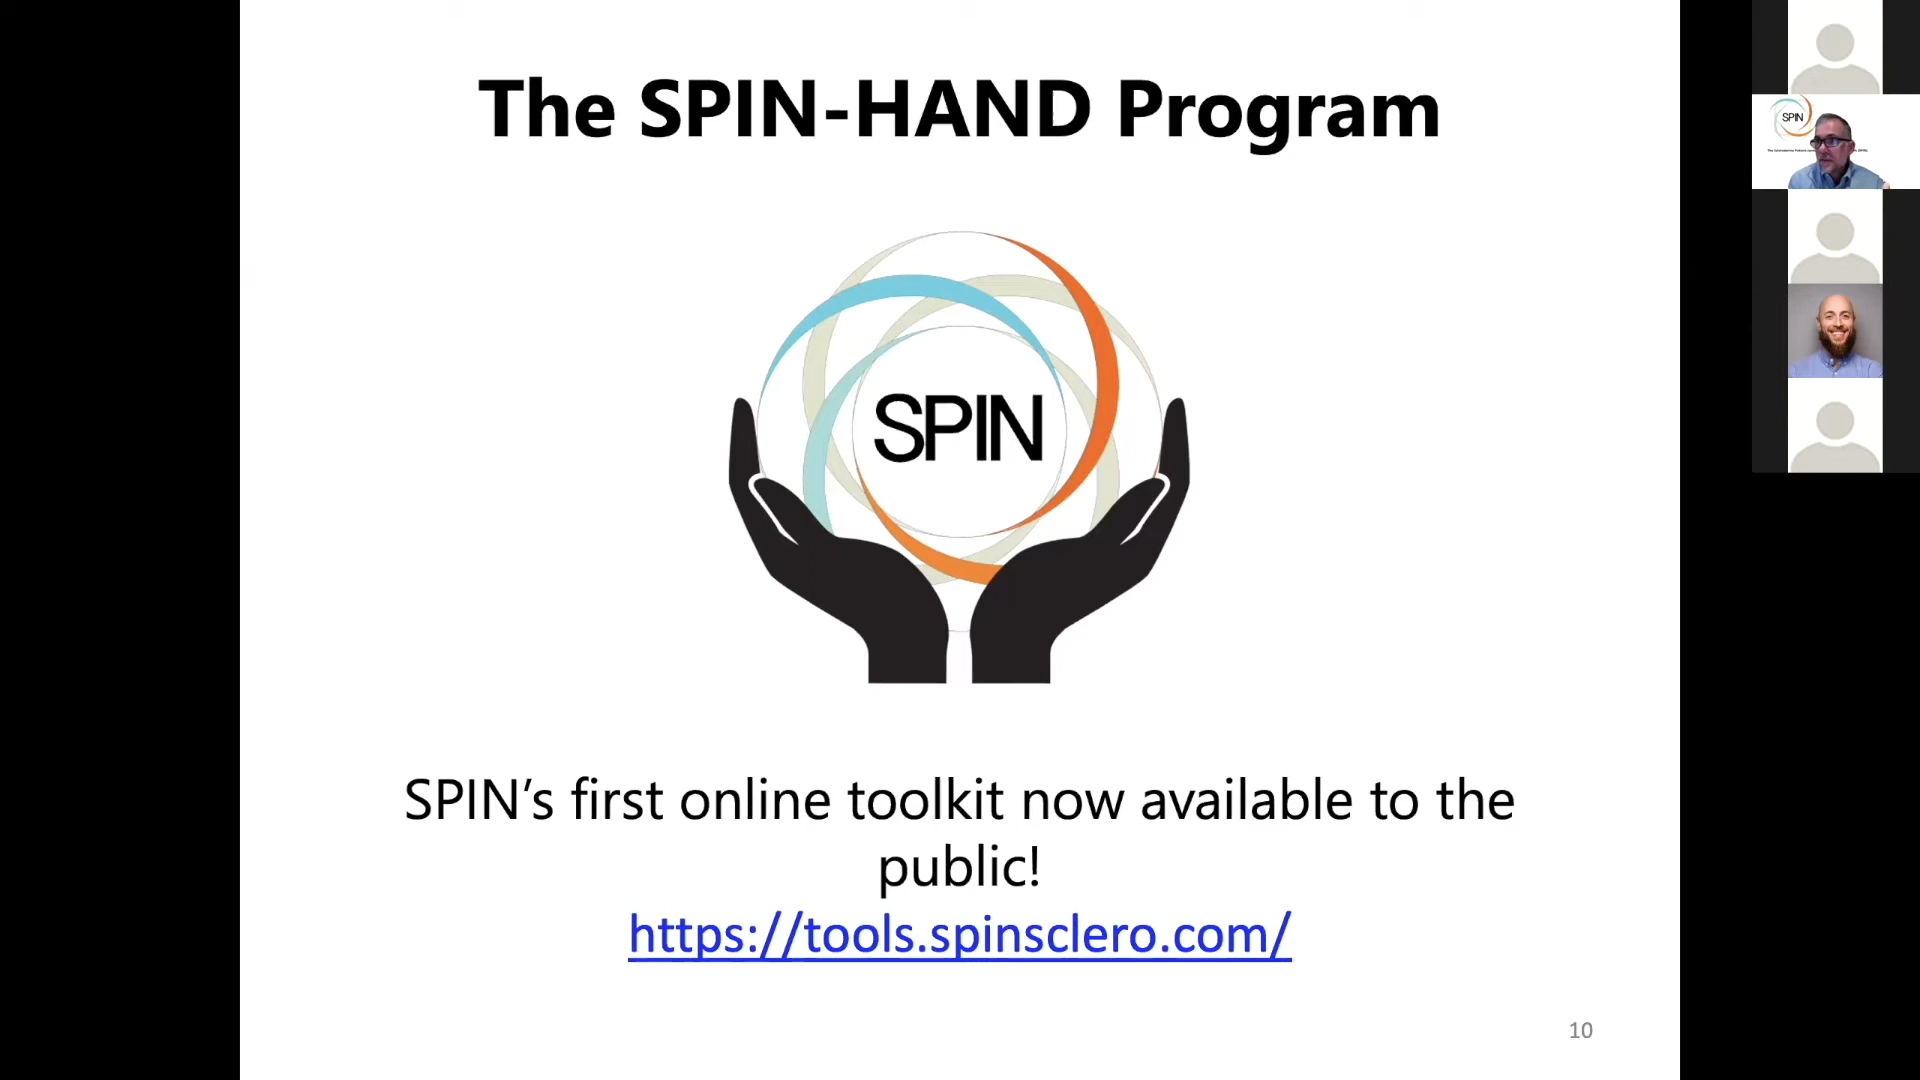 The SPIN-HAND Program
SPIN
SPIN
SPIN’s first online toolkit now available to the
public!
https://tools.spinsclero.com/
10